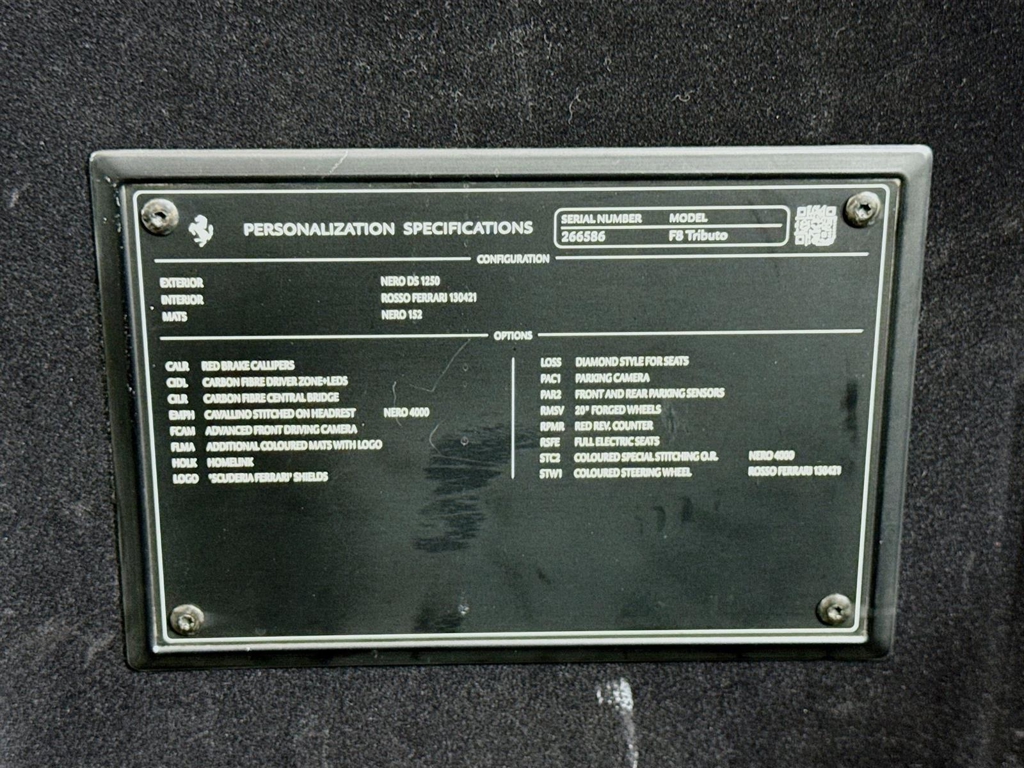 PERSONALIZATION SPECIFICATIONS
SERIAL NUMBER MODEL
266586 F8 Tributo
CONFIGURATION
EXTERIOR NERO DS 1250
INTERIOR ROSSO FERRARI 130421
MATS NERO 152
OPTIONS
CALR RED BRAKE CALLIPERS
CIDL CARBON FIBRE DRIVER ZONE+LEDS
CILR CARBON FIBRE CENTRAL BRIDGE
EMPH CAVALLINO STITCHED ON HEADREST NERO 4000
FCAM ADVANCED FRONT DRIVING CAMERA
FLMA ADDITIONAL COLOURED MATS WITH LOGO
HOLK HOMELINK
LOGO "SCUDERIA FERRARI" SHIELDS
LOSS DIAMOND STYLE FOR SEATS
PAC1 PARKING CAMERA
PAR2 FRONT AND REAR PARKING SENSORS
RMSV 20" FORGED WHEELS
RPMR RED REV. COUNTER
RSFE FULL ELECTRIC SEATS
STC2 COLOURED SPECIAL STITCHING O.R. NERO 4000
STW1 COLOURED STEERING WHEEL ROSSO FERRARI 130421